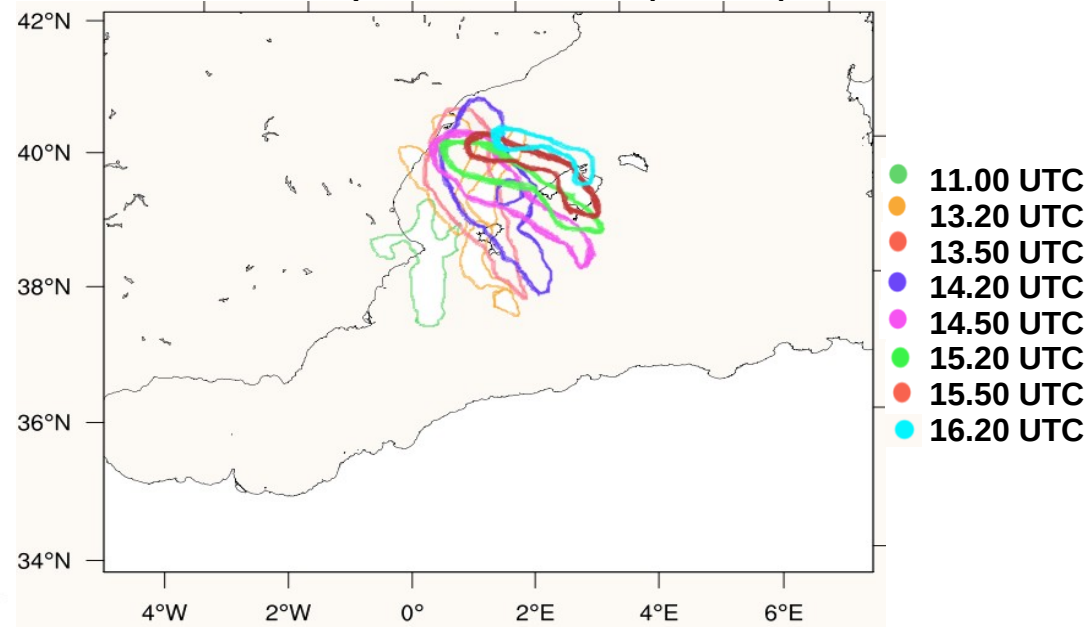 42°N
40°N
38°N
36°N
34°N
4°W 2°W 0° 2°E 4°E 6°E
11.00 UTC
13.20 UTC
13.50 UTC
14.20 UTC
14.50 UTC
15.20 UTC
15.50 UTC
16.20 UTC